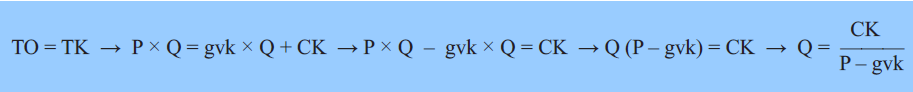 TO = TK → P × Q = gvk × Q + CK → P × Q – gvk × Q = CK → Q (P – gvk) = CK → Q = CK
P – gvk